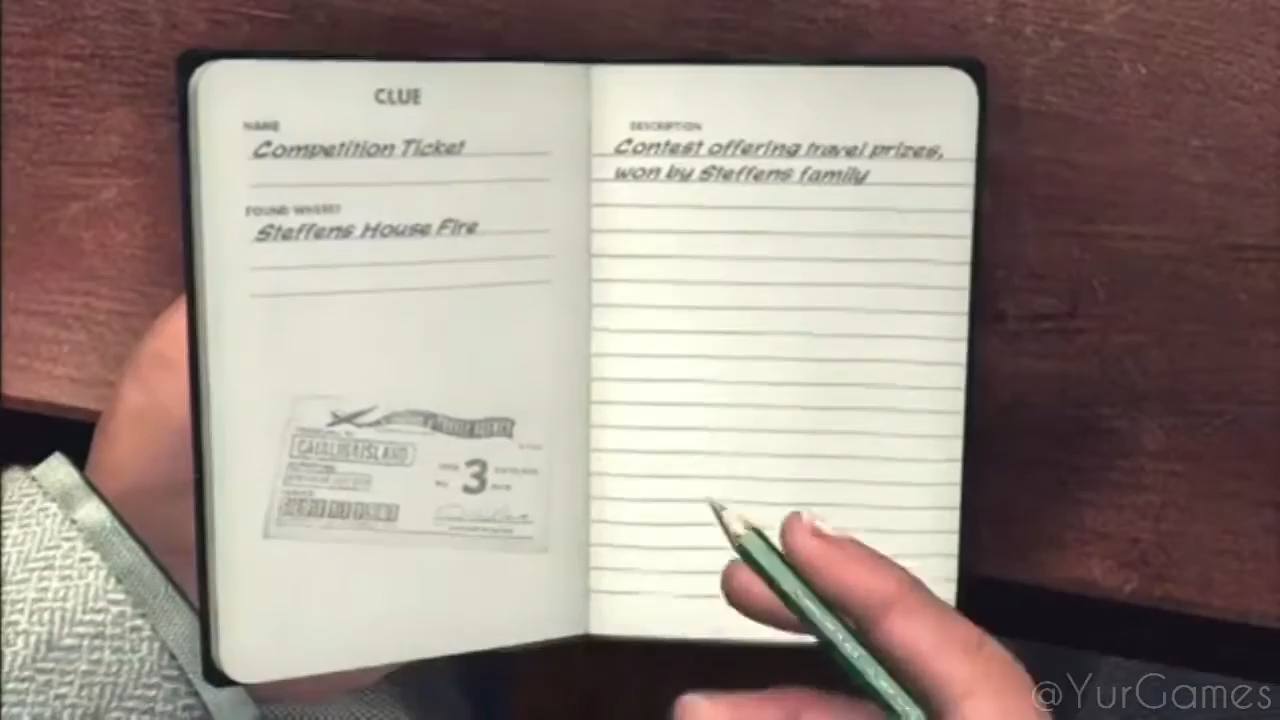 CLUE
NAME
Competition Ticket
FOUND WHERE?
Steffens House Fire
3
DESCRIPTION
Contest offering travel prizes,
won by Steffens family
@YurGames